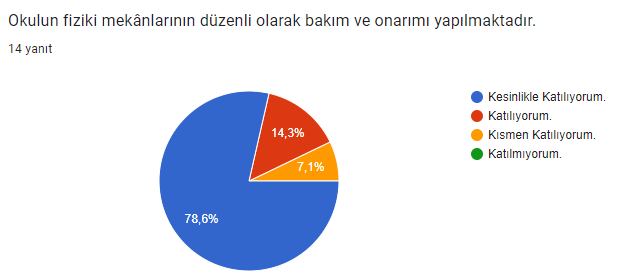 Okulun fiziki mekânlarının düzenli olarak bakım ve onarımı yapılmaktadır.
14 yanıt
Kesinlikle Katılıyorum.
Katılıyorum.
Kısmen Katılıyorum.
Katılmıyorum.
14,3%
7,1%
78,6%